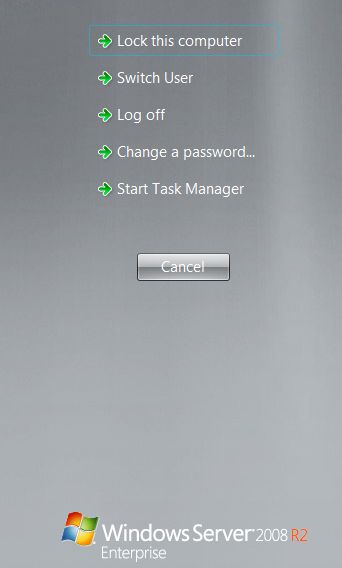 Lock this computer
Switch User
Log off
Change a password...
Start Task Manager
Cancel
Windows Server 2008 R2
Enterprise